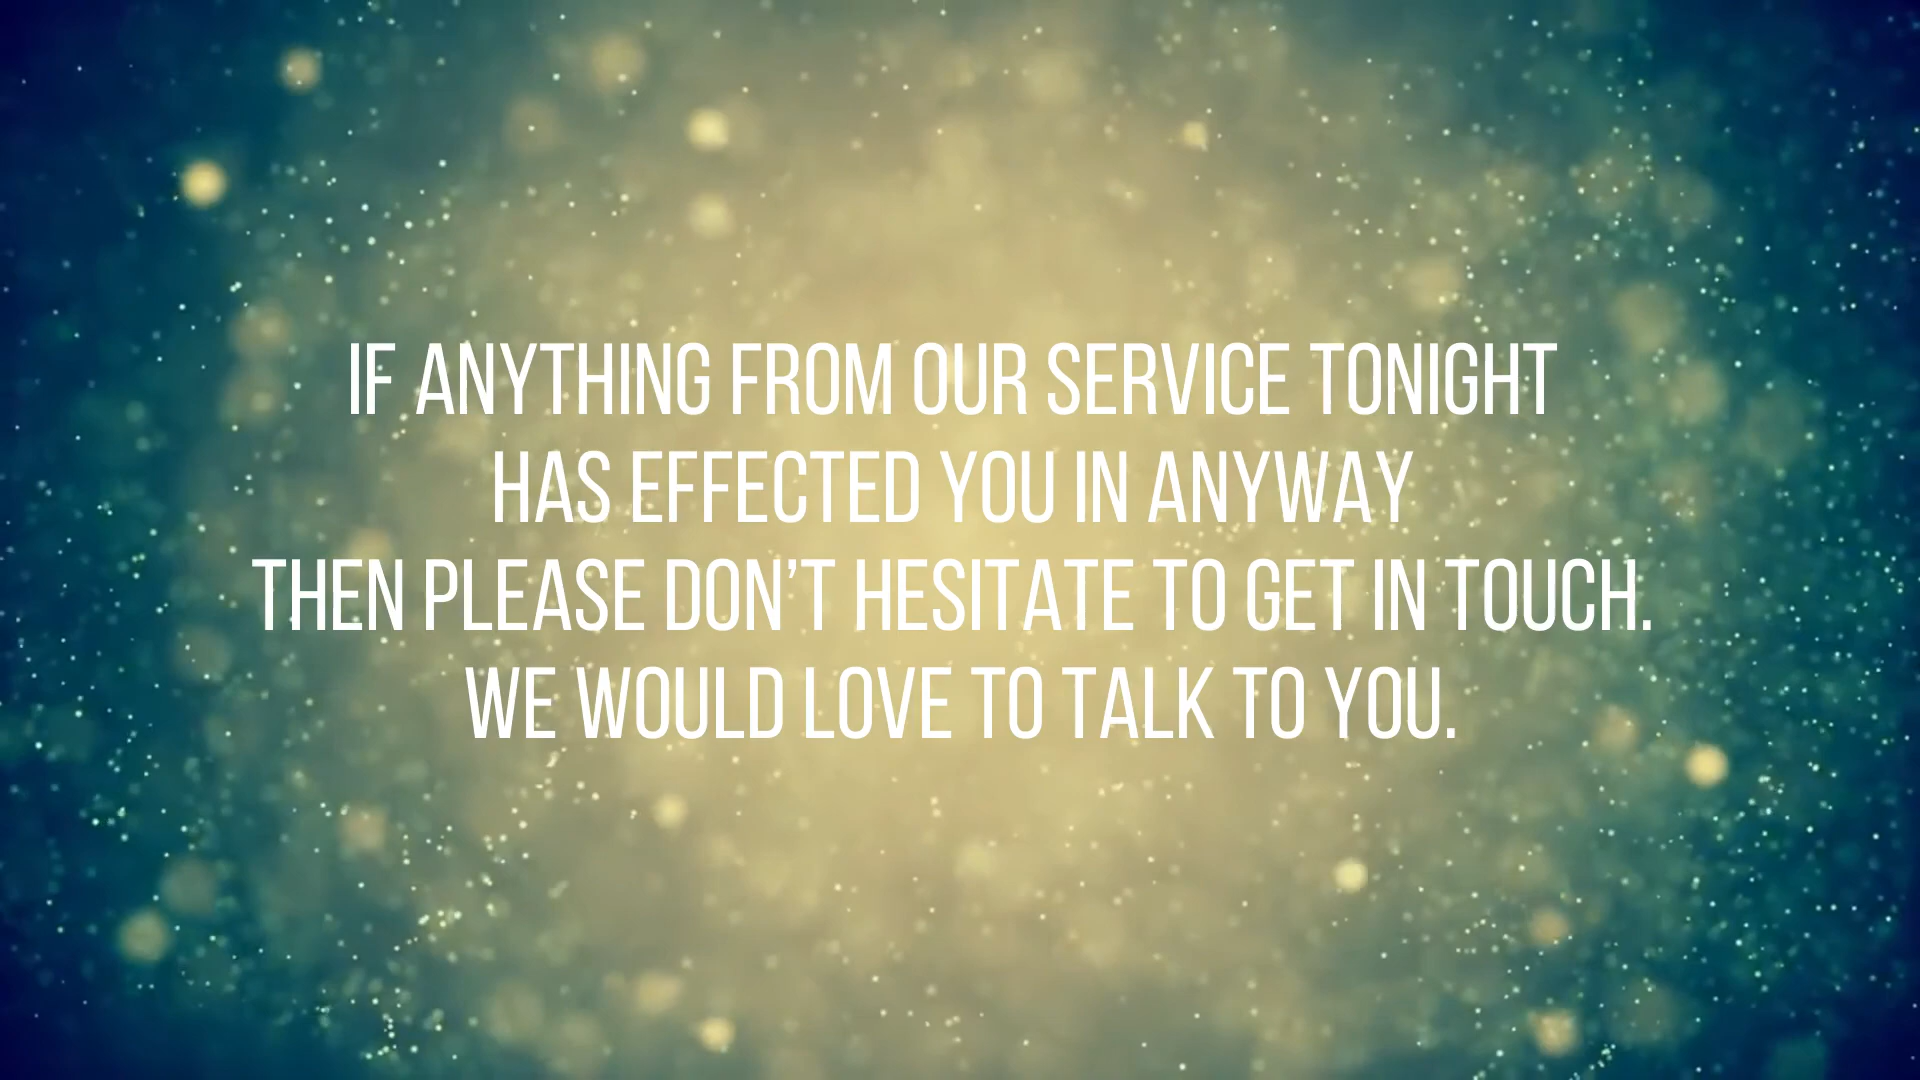 IF ANYTHING FROM OUR SERVICE TONIGHT
HAS EFFECTED YOU IN ANYWAY
THEN PLEASE DON’T HESITATE TO GET IN TOUCH.
WE WOULD LOVE TO TALK TO YOU.